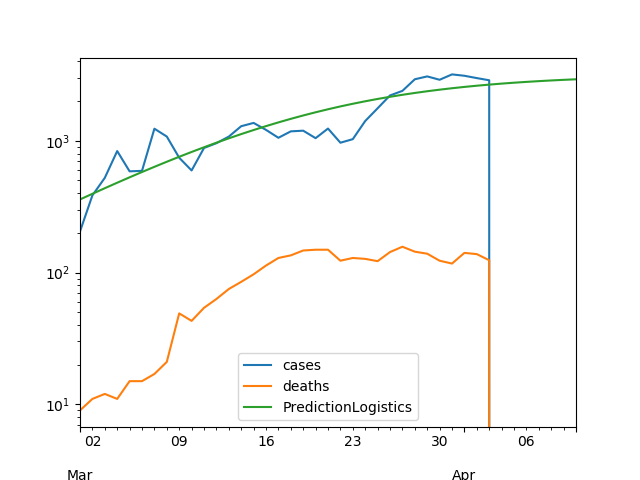 10³
10²
10¹
cases
deaths
PredictionLogistics
02 09 16 23 30 06
Mar Apr